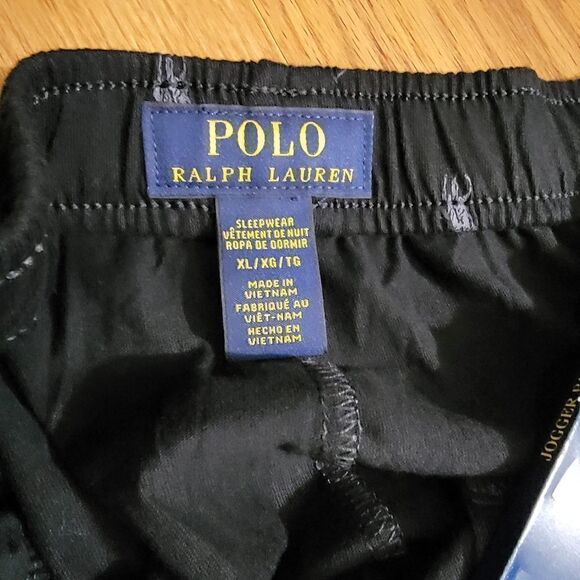 POLO
RALPH LAUREN
SLEEPWEAR
VÊTEMENT DE NUIT
ROPA DE DORMIR
XL/XG/TG
MADE IN
VIETNAM
FABRIQUÉ AU
VIÊT-NAM
HECHO EN
VIETNAM
JOGGER